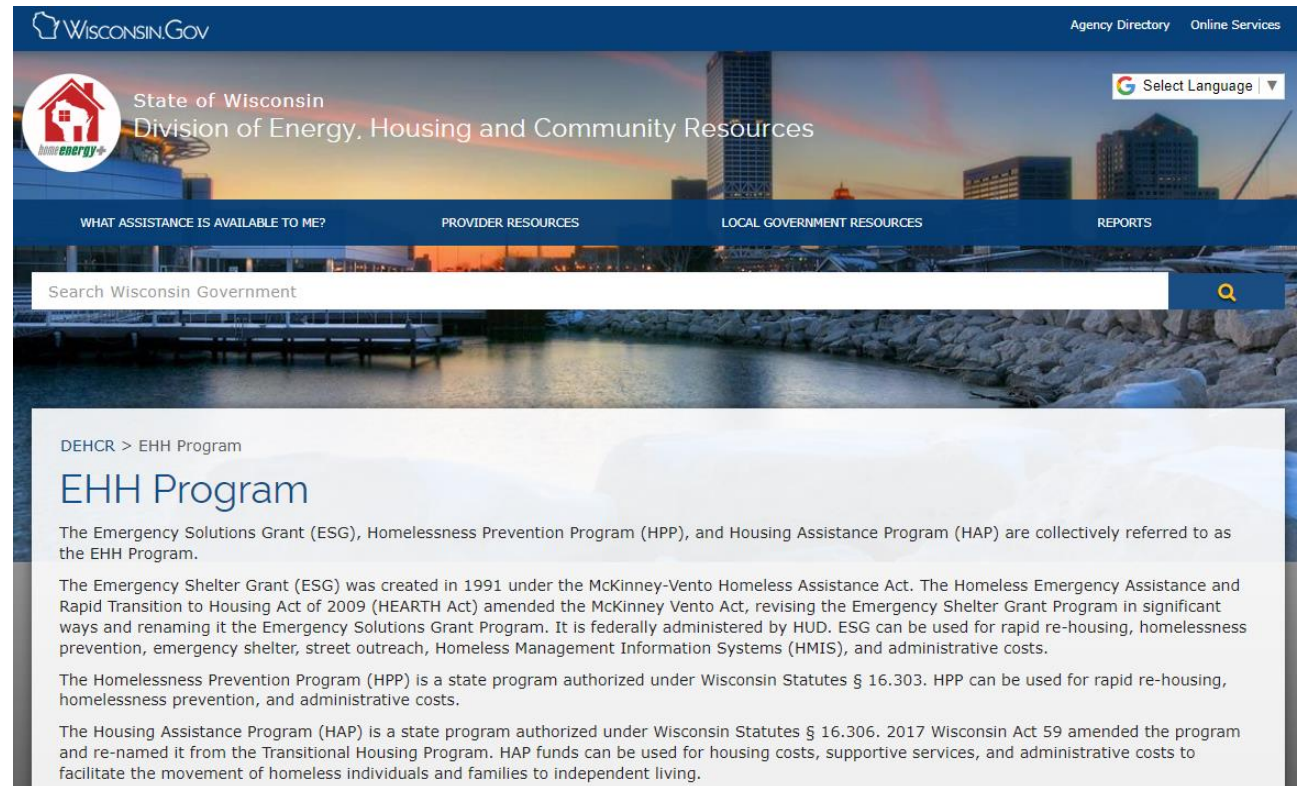 WISCONSIN.GOV
Agency Directory Online Services
State of Wisconsin
Division of Energy, Housing and Community Resources
homeenergy+
Select Language ▼
WHAT ASSISTANCE IS AVAILABLE TO ME? PROVIDER RESOURCES LOCAL GOVERNMENT RESOURCES REPORTS
Search Wisconsin Government
DEHCR > EHH Program
EHH Program
The Emergency Solutions Grant (ESG), Homelessness Prevention Program (HPP), and Housing Assistance Program (HAP) are collectively referred to as
the EHH Program.
The Emergency Shelter Grant (ESG) was created in 1991 under the McKinney-Vento Homeless Assistance Act. The Homeless Emergency Assistance and
Rapid Transition to Housing Act of 2009 (HEARTH Act) amended the McKinney Vento Act, revising the Emergency Shelter Grant Program in significant
ways and renaming it the Emergency Solutions Grant Program. It is federally administered by HUD. ESG can be used for rapid re-housing, homelessness
prevention, emergency shelter, street outreach, Homeless Management Information Systems (HMIS), and administrative costs.
The Homelessness Prevention Program (HPP) is a state program authorized under Wisconsin Statutes § 16.303. HPP can be used for rapid re-housing,
homelessness prevention, and administrative costs.
The Housing Assistance Program (HAP) is a state program authorized under Wisconsin Statutes § 16.306. 2017 Wisconsin Act 59 amended the program
and re-named it from the Transitional Housing Program. HAP funds can be used for housing costs, supportive services, and administrative costs to
facilitate the movement of homeless individuals and families to independent living.